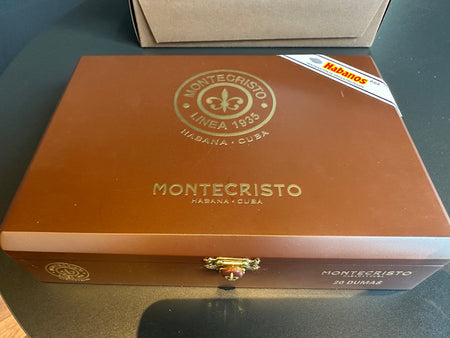 Habanos
MONTECRISTO
LINEA 1935
HABANA • CUBA
MONTECRISTO
HABANA • CUBA
MONTECRISTO
20 DUMAS